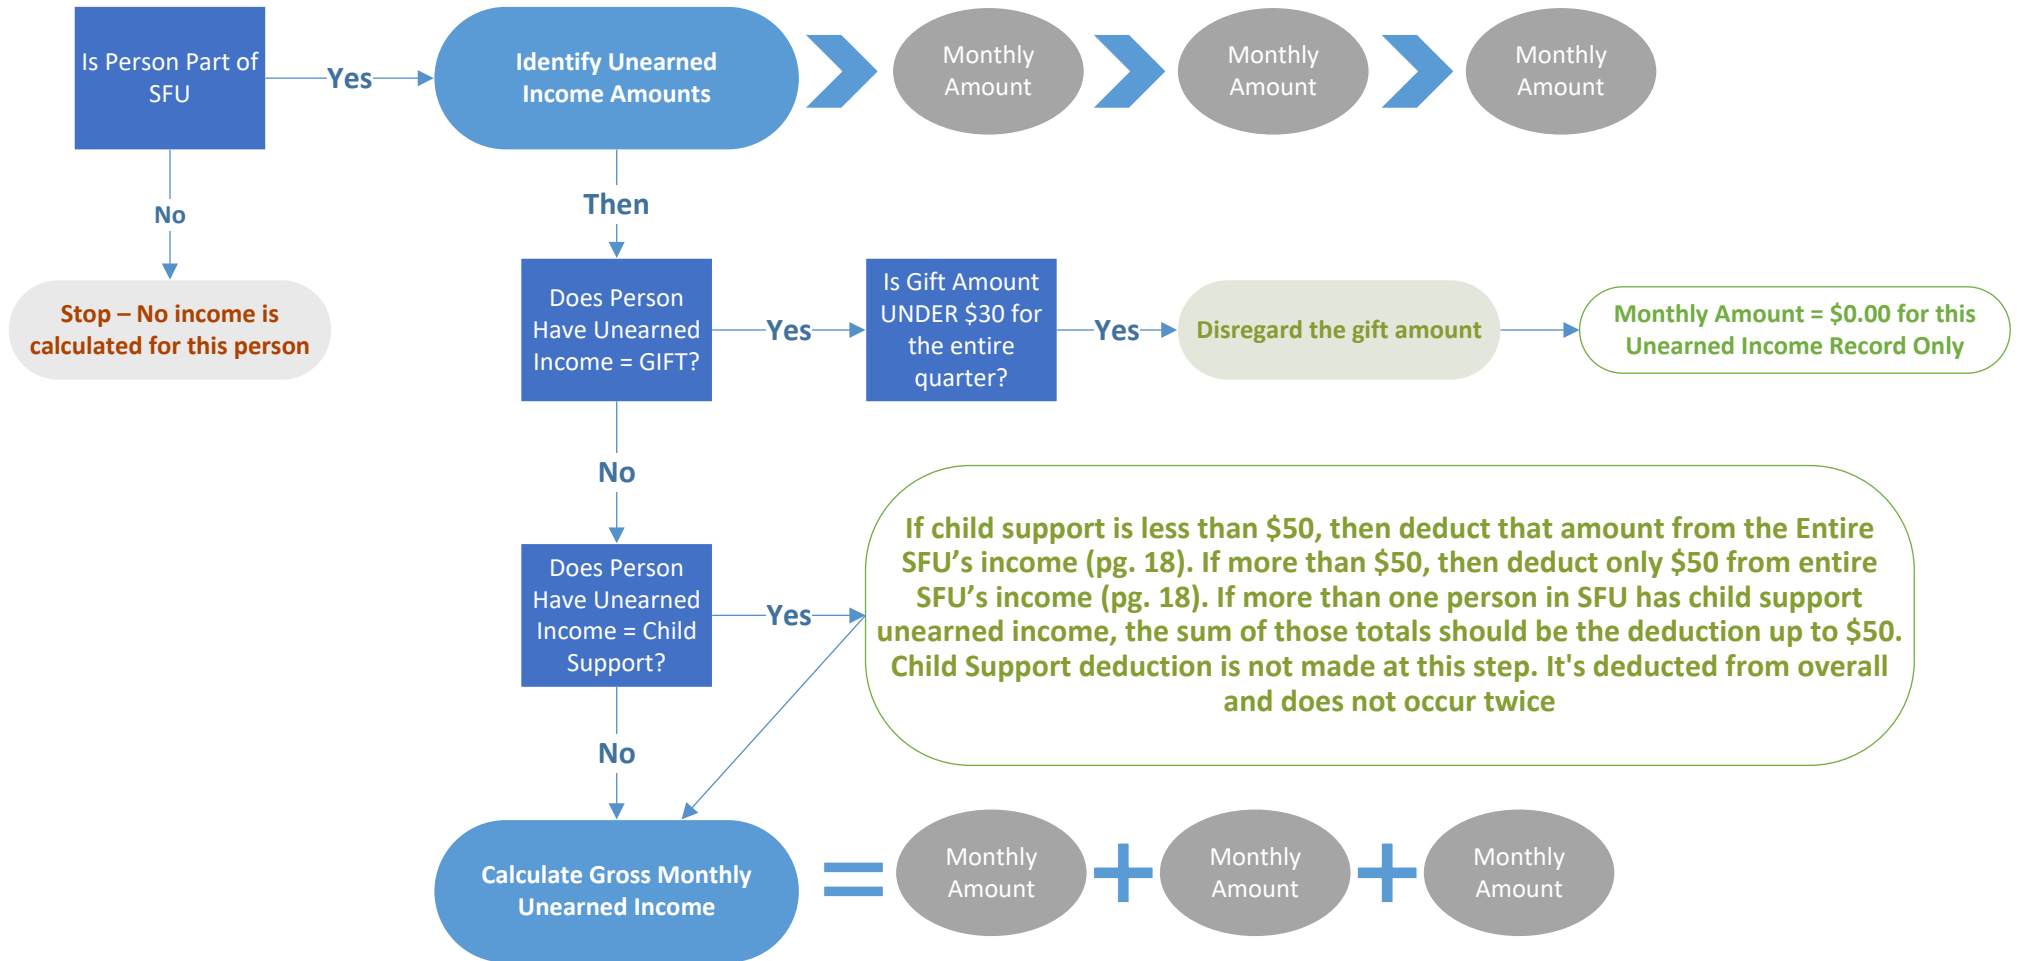 Is Person Part of
SFU
Yes
Identify Unearned
Income Amounts
Monthly
Amount
Monthly
Amount
Monthly
Amount
No
Then
Stop – No income is
calculated for this person
Does Person
Have Unearned
Income = GIFT?
Yes
Is Gift Amount
UNDER $30 for
the entire
quarter?
Yes
Disregard the gift amount
Monthly Amount = $0.00 for this
Unearned Income Record Only
No
Does Person
Have Unearned
Income = Child
Support?
Yes
If child support is less than $50, then deduct that amount from the Entire
SFU’s income (pg. 18). If more than $50, then deduct only $50 from entire
SFU’s income (pg. 18). If more than one person in SFU has child support
unearned income, the sum of those totals should be the deduction up to $50.
Child Support deduction is not made at this step. It's deducted from overall
and does not occur twice
No
Calculate Gross Monthly
Unearned Income
=
Monthly
Amount
+
Monthly
Amount
+
Monthly
Amount